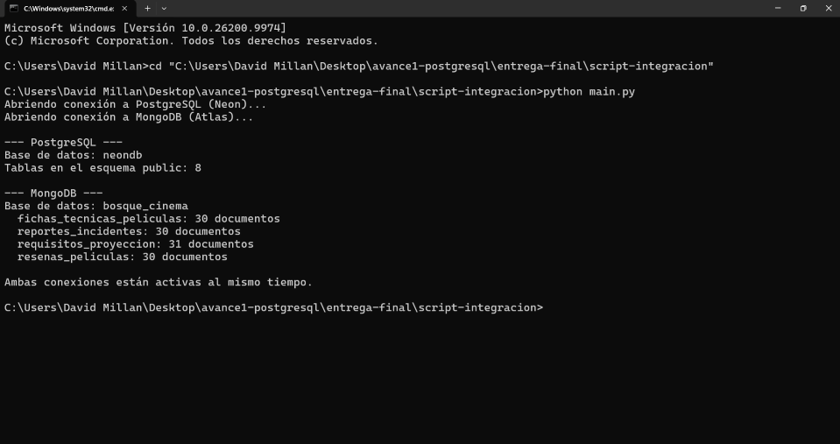 C:\Windows\system32\cmd.e:
Microsoft Windows [Versión 10.0.26200.9974]
(c) Microsoft Corporation. Todos los derechos reservados.
C:\Users\David Millan>cd "C:\Users\David Millan\Desktop\avance1-postgresql\entrega-final\script-integracion"
C:\Users\David Millan\Desktop\avance1-postgresql\entrega-final\script-integracion>python main.py
Abriendo conexión a PostgreSQL (Neon)...
Abriendo conexión a MongoDB (Atlas)...
--- PostgreSQL ---
Base de datos: neondb
Tablas en el esquema public: 8
--- MongoDB ---
Base de datos: bosque_cinema
fichas_tecnicas_peliculas: 30 documentos
reportes_incidentes: 30 documentos
requisitos_proyeccion: 31 documentos
resenas_peliculas: 30 documentos
Ambas conexiones están activas al mismo tiempo.
C:\Users\David Millan\Desktop\avance1-postgresql\entrega-final\script-integracion>